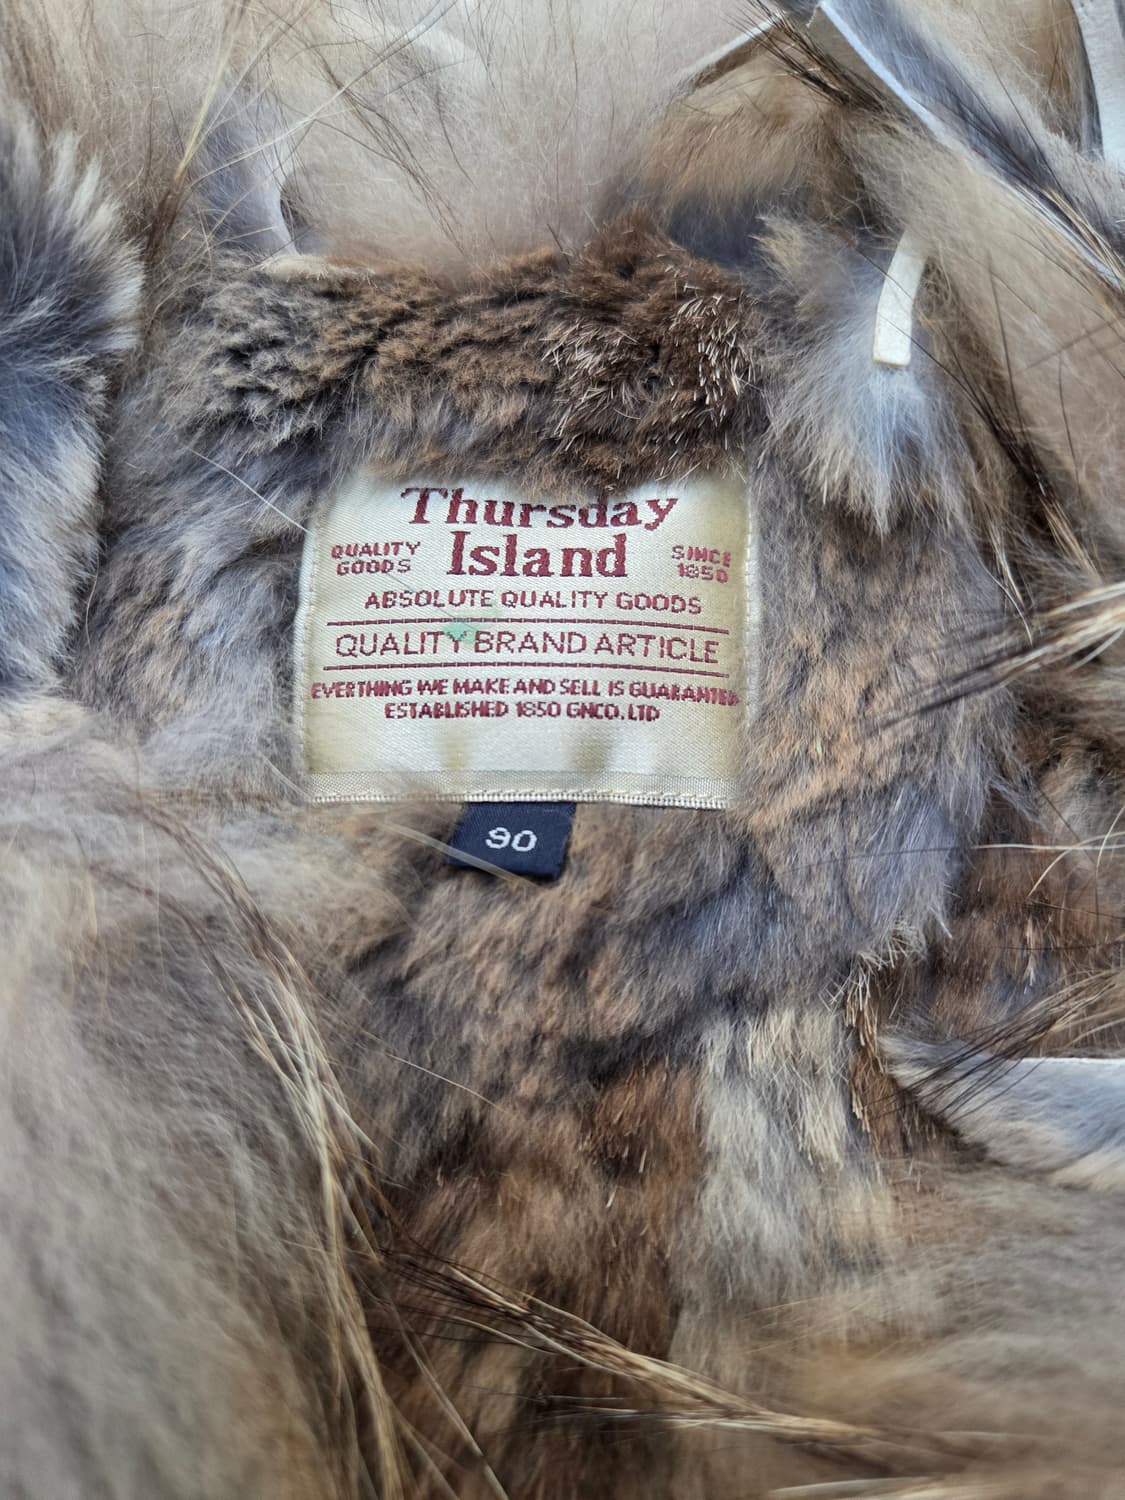 Thursday
Island
QUALITY
GOODS
SINCE
1850
ABSOLUTE QUALITY GOODS
QUALITY BRAND ARTICLE
EVERTHING WE MAKE AND SELL IS GUARANTED
ESTABLISHED 1850 GNCO.LTD
90